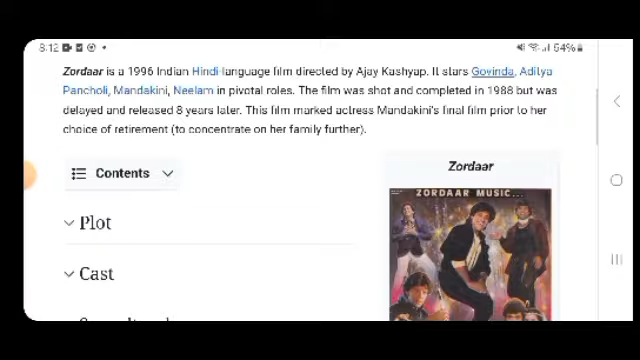 8:12
54%
Zordaar is a 1996 Indian Hindi-language film directed by Ajay Kashyap. It stars Govinda, Aditya
Pancholi, Mandakini, Neelam in pivotal roles. The film was shot and completed in 1988 but was
delayed and released 8 years later. This film marked actress Mandakini's final film prior to her
choice of retirement (to concentrate on her family further).
Contents
Zordaar
ZORDAAR MUSIC...
Plot
Cast